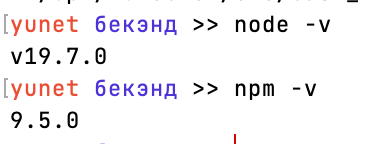 [yunet бекэнд >> node -v
v19.7.0
[yunet бекэнд >> npm -v
9.5.0